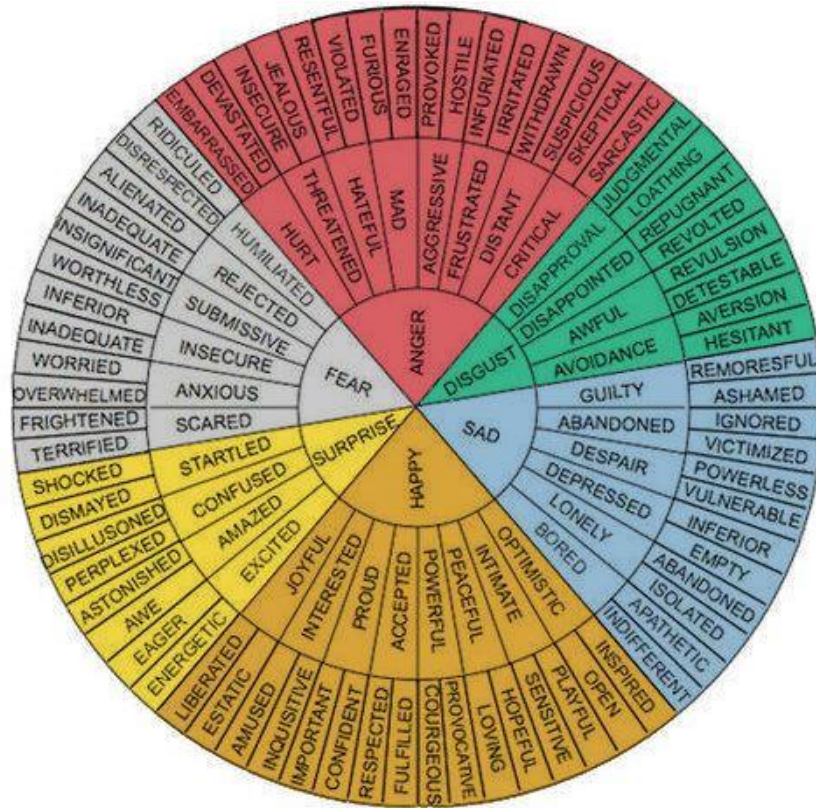 ANGER
DISGUST
SAD
HAPPY
SURPRISE
FEAR
HURT
THREATENED
HATEFUL
MAD
AGGRESSIVE
FRUSTRATED
DISTANT
CRITICAL
DISAPPROVAL
DISAPPOINTED
AWFUL
AVOIDANCE
GUILTY
ABANDONED
DESPAIR
DEPRESSED
LONELY
BORED
OPTIMISTIC
INTIMATE
PEACEFUL
POWERFUL
ACCEPTED
PROUD
INTERESTED
JOYFUL
EXCITED
AMAZED
CONFUSED
STARTLED
SCARED
ANXIOUS
INSECURE
SUBMISSIVE
REJECTED
HUMILIATED
EMBARRASSED
DEVASTATED
INSECURE
JEALOUS
RESENTFUL
VIOLATED
FURIOUS
ENRAGED
PROVOKED
HOSTILE
INFURIATED
IRRITATED
WITHDRAWN
SUSPICIOUS
SKEPTICAL
SARCASTIC
JUDGMENTAL
LOATHING
REPUGNANT
REVOLTED
REVULSION
DETESTABLE
AVERSION
HESITANT
REMORESFUL
ASHAMED
IGNORED
VICTIMIZED
POWERLESS
VULNERABLE
INFERIOR
EMPTY
ABANDONED
ISOLATED
APATHETIC
INDIFFERENT
INSPIRED
OPEN
PLAYFUL
SENSITIVE
HOPEFUL
LOVING
PROVOCATIVE
COURGEOUS
FULFILLED
RESPECTED
CONFIDENT
IMPORTANT
INQUISITIVE
AMUSED
ESTATIC
LIBERATED
ENERGETIC
EAGER
AWE
ASTONISHED
PERPLEXED
DISILLUSONED
DISMAYED
SHOCKED
TERRIFIED
FRIGHTENED
OVERWHELMED
WORRIED
INADEQUATE
INFERIOR
WORTHLESS
INSIGNIFICANT
INADEQUATE
ALIENATED
DISRESPECTED
RIDICULED